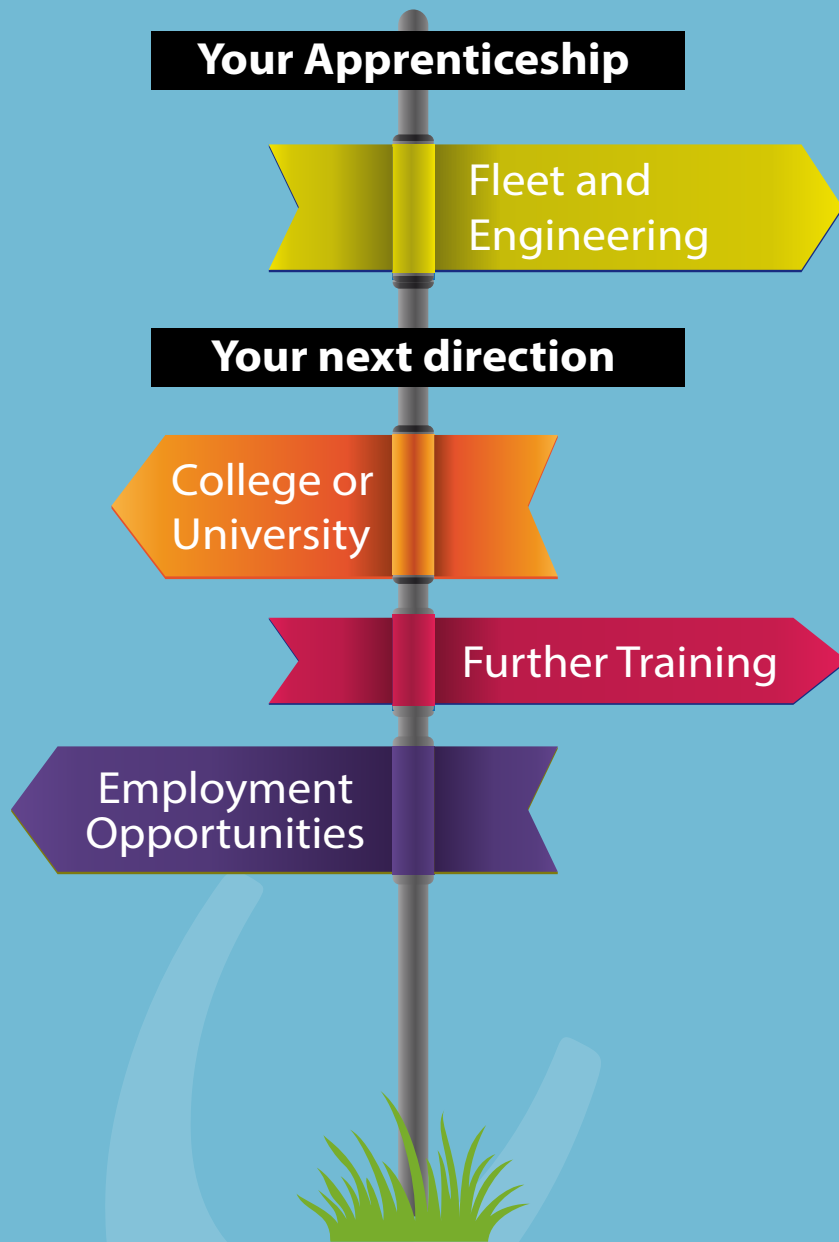 Your Apprenticeship
Fleet and
Engineering
Your next direction
College or
University
Further Training
Employment
Opportunities